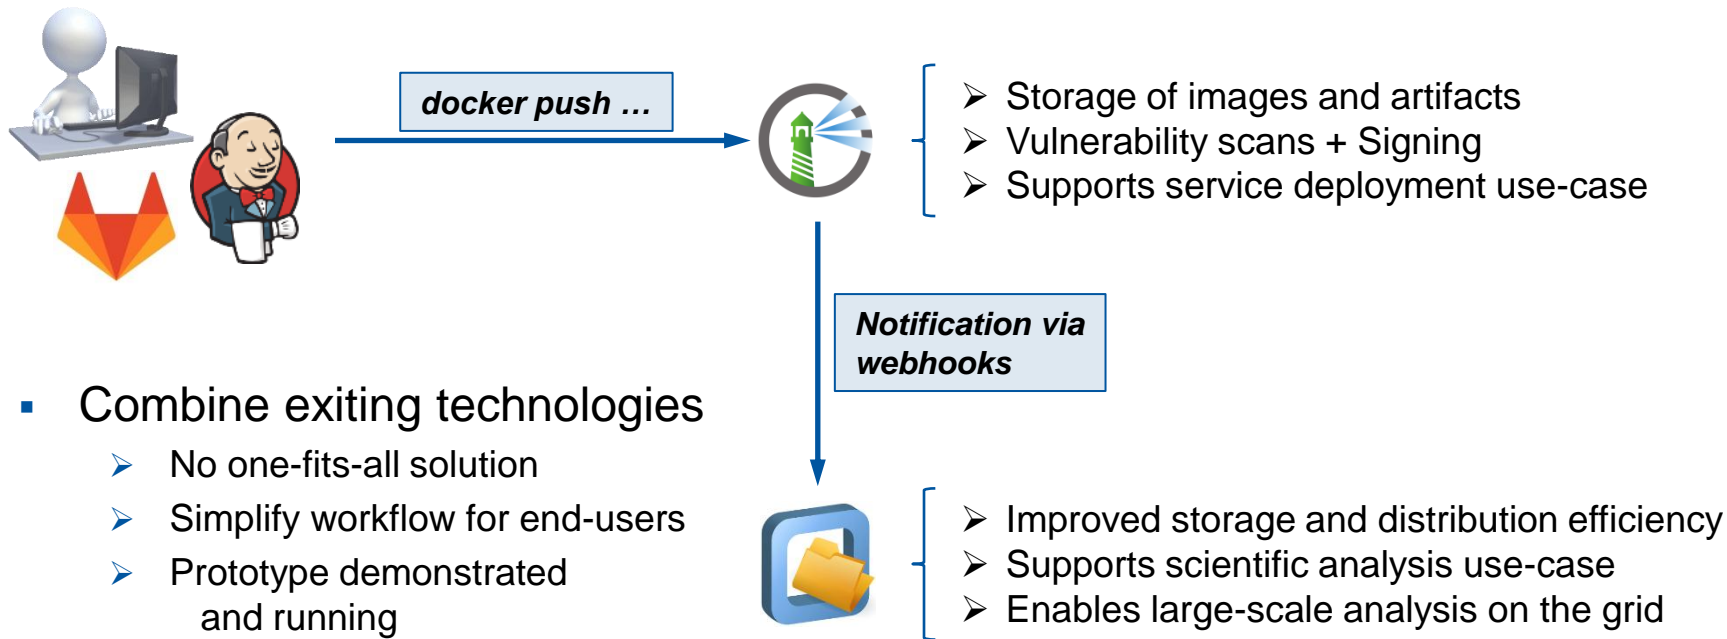 docker push …
➢ Storage of images and artifacts
➢ Vulnerability scans + Signing
➢ Supports service deployment use-case
Notification via
webhooks
▪ Combine exiting technologies
➢ No one-fits-all solution
➢ Simplify workflow for end-users
➢ Prototype demonstrated
and running
➢ Improved storage and distribution efficiency
➢ Supports scientific analysis use-case
➢ Enables large-scale analysis on the grid